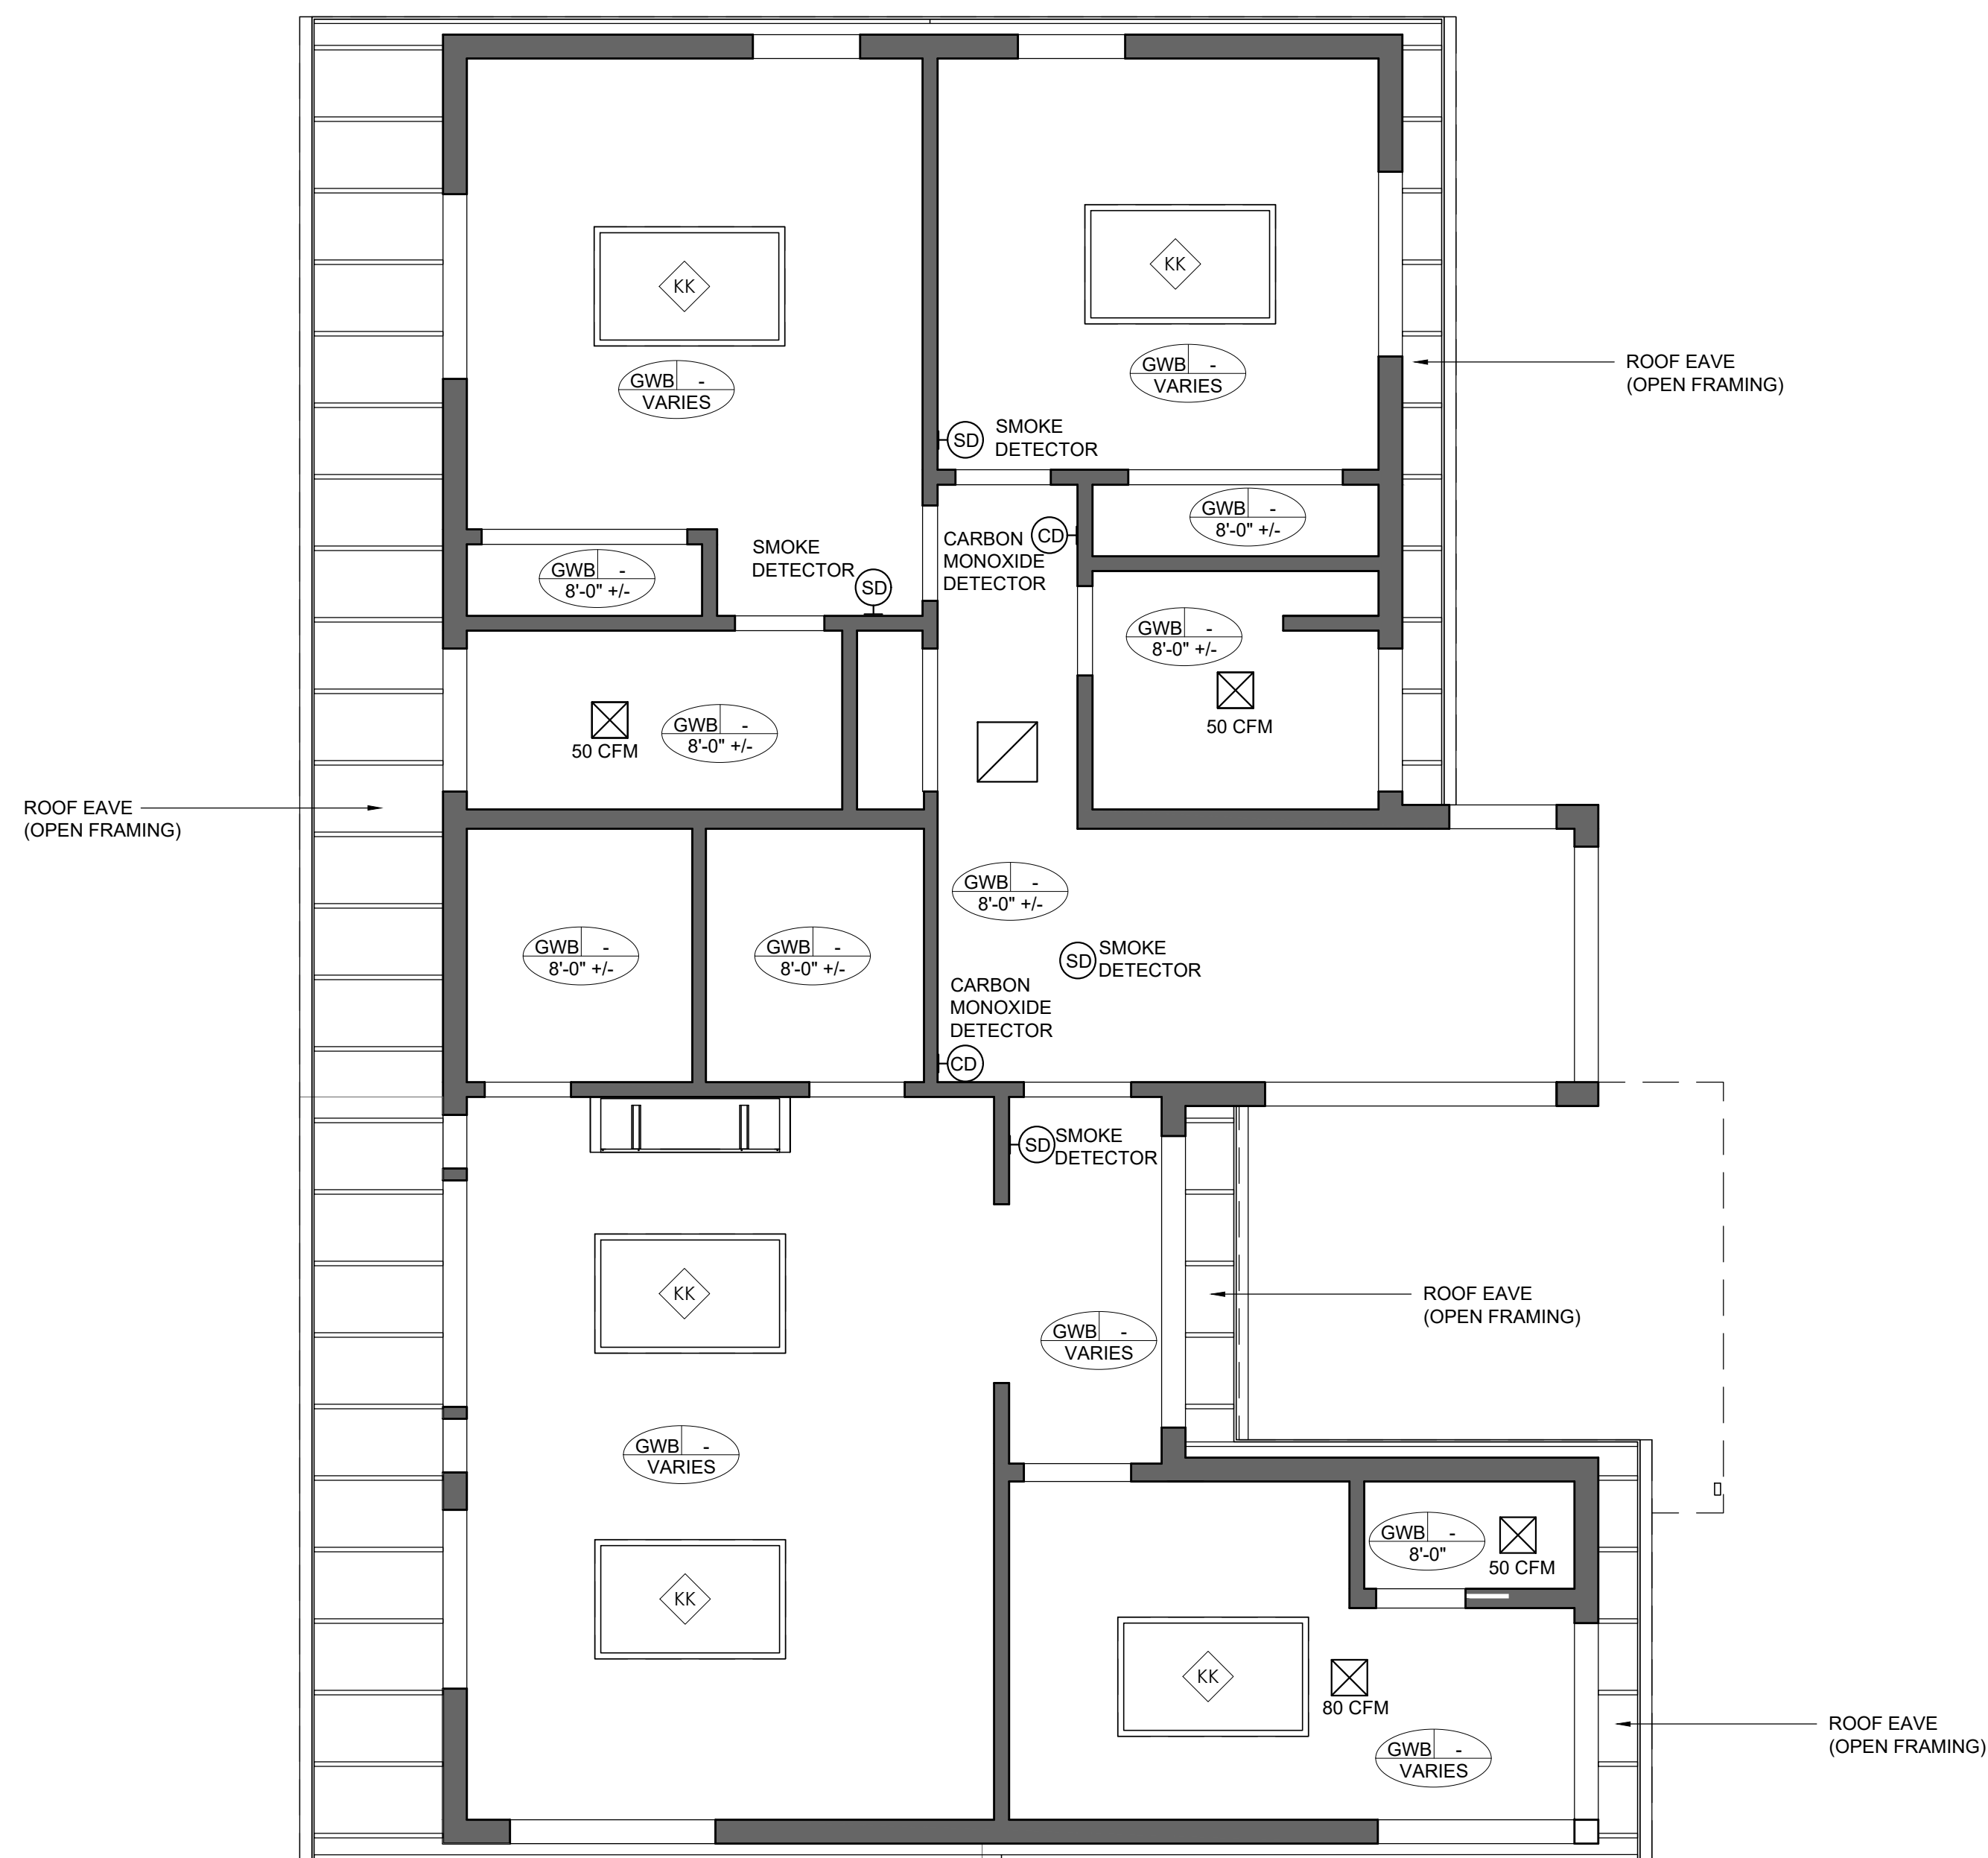 KK
KK
GWB -
VARIES
GWB -
VARIES
ROOF EAVE
(OPEN FRAMING)
SD
SMOKE
DETECTOR
GWB -
8'-0" +/-
CARBON
MONOXIDE
DETECTOR
CD
SMOKE
DETECTOR
SD
GWB -
8'-0" +/-
GWB -
8'-0" +/-
50 CFM
GWB -
8'-0" +/-
50 CFM
ROOF EAVE
(OPEN FRAMING)
GWB -
8'-0" +/-
GWB -
8'-0" +/-
GWB -
8'-0" +/-
SD
SMOKE
DETECTOR
CARBON
MONOXIDE
DETECTOR
CD
SD
SMOKE
DETECTOR
KK
ROOF EAVE
(OPEN FRAMING)
GWB -
VARIES
GWB -
VARIES
GWB -
8'-0"
50 CFM
KK
KK
80 CFM
GWB -
VARIES
ROOF EAVE
(OPEN FRAMING)